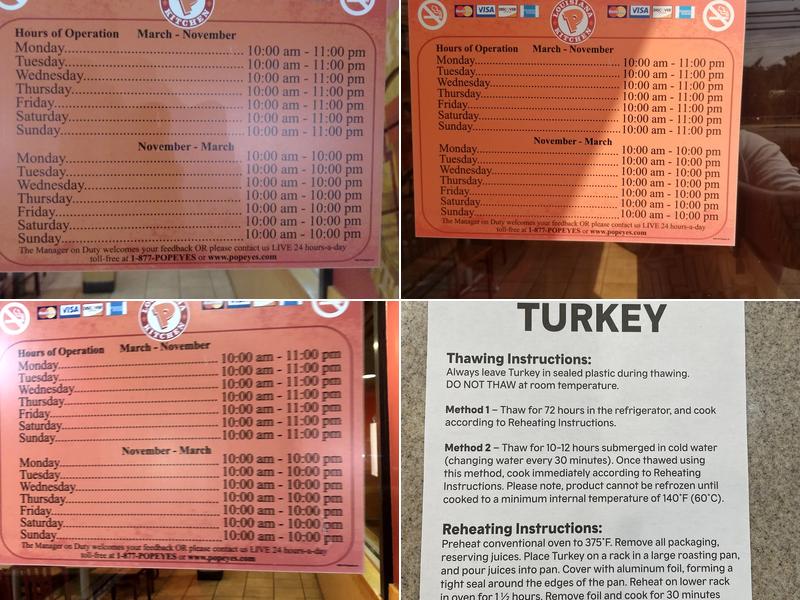 KITCHEN
Hours of Operation March - November
Monday 10:00 am - 11:00 pm
Tuesday 10:00 am - 11:00 pm
Wednesday 10:00 am - 11:00 pm
Thursday 10:00 am - 11:00 pm
Friday 10:00 am - 11:00 pm
Saturday 10:00 am - 11:00 pm
Sunday 10:00 am - 11:00 pm
November - March
Monday 10:00 am - 10:00 pm
Tuesday 10:00 am - 10:00 pm
Wednesday 10:00 am - 10:00 pm
Thursday 10:00 am - 10:00 pm
Friday 10:00 am - 10:00 pm
Saturday 10:00 am - 10:00 pm
Sunday 10:00 am - 10:00 pm
The Manager on Duty welcomes your feedback OR please contact us LIVE 24 hours-a-day
toll-free at 1-877-POPEYES or www.popeyes.com
MasterCard VISA DISCOVER LOUISIANA KITCHEN MasterCard VISA DISCOVER
Hours of Operation March - November
Monday 10:00 am - 11:00 pm
Tuesday 10:00 am - 11:00 pm
Wednesday 10:00 am - 11:00 pm
Thursday 10:00 am - 11:00 pm
Friday 10:00 am - 11:00 pm
Saturday 10:00 am - 11:00 pm
Sunday 10:00 am - 11:00 pm
November - March
Monday 10:00 am - 10:00 pm
Tuesday 10:00 am - 10:00 pm
Wednesday 10:00 am - 10:00 pm
Thursday 10:00 am - 10:00 pm
Friday 10:00 am - 10:00 pm
Saturday 10:00 am - 10:00 pm
Sunday 10:00 am - 10:00 pm
The Manager on Duty welcomes your feedback OR please contact us LIVE 24 hours-a-day
toll-free at 1-877-POPEYES or www.popeyes.com
MasterCard VISA DISCOVER KITCHEN
Hours of Operation March - November
Monday 10:00 am - 11:00 pm
Tuesday 10:00 am - 11:00 pm
Wednesday 10:00 am - 11:00 pm
Thursday 10:00 am - 11:00 pm
Friday 10:00 am - 11:00 pm
Saturday 10:00 am - 11:00 pm
Sunday 10:00 am - 11:00 pm
November - March
Monday 10:00 am - 10:00 pm
Tuesday 10:00 am - 10:00 pm
Wednesday 10:00 am - 10:00 pm
Thursday 10:00 am - 10:00 pm
Friday 10:00 am - 10:00 pm
Saturday 10:00 am - 10:00 pm
Sunday 10:00 am - 10:00 pm
The Manager on Duty welcomes your feedback OR please contact us LIVE 24 hours-a-day
toll-free at 1-877-POPEYES or www.popeyes.com
TURKEY
Thawing Instructions:
Always leave Turkey in sealed plastic during thawing.
DO NOT THAW at room temperature.
Method 1 – Thaw for 72 hours in the refrigerator, and cook
according to Reheating Instructions.
Method 2 – Thaw for 10-12 hours submerged in cold water
(changing water every 30 minutes). Once thawed using
this method, cook immediately according to Reheating
Instructions. Please note, product cannot be refrozen until
cooked to a minimum internal temperature of 140°F (60°C).
Reheating Instructions:
Preheat conventional oven to 375°F. Remove all packaging,
reserving juices. Place Turkey on a rack in a large roasting pan,
and pour juices into pan. Cover with aluminum foil, forming a
tight seal around the edges of the pan. Reheat on lower rack
in oven for 1½ hours. Remove foil and cook for 30 minutes